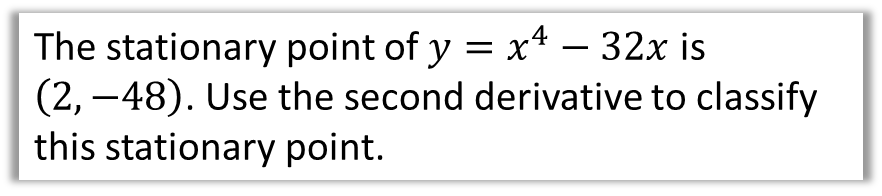 The stationary point of 𝑦 = 𝑥⁴ − 32𝑥 is
(2, −48). Use the second derivative to classify
this stationary point.